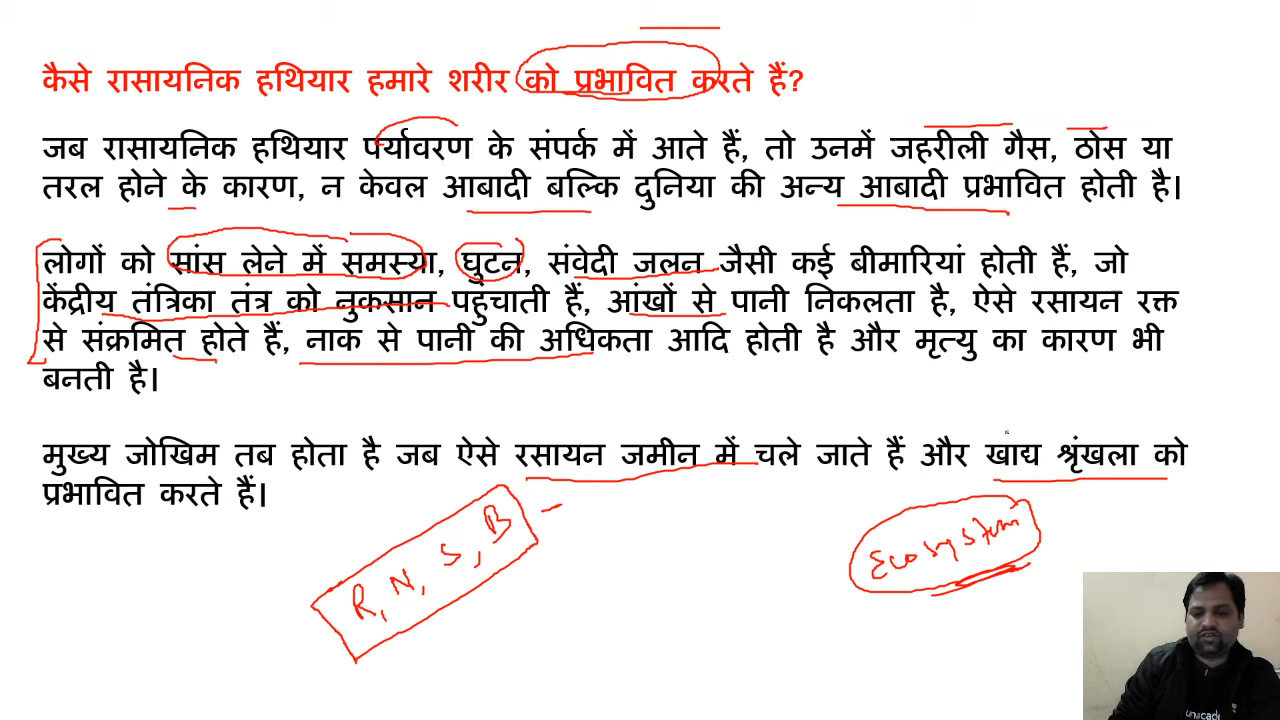 कैसे रासायनिक हथियार हमारे शरीर को प्रभावित करते हैं?
जब रासायनिक हथियार पर्यावरण के संपर्क में आते हैं, तो उनमें जहरीली गैस, ठोस या
तरल होने के कारण, न केवल आबादी बल्कि दुनिया की अन्य आबादी प्रभावित होती है।
लोगों को सांस लेने में समस्या, घुटन, संवेदी जलन जैसी कई बीमारियां होती हैं, जो
केंद्रीय तंत्रिका तंत्र को नुकसान पहुंचाती हैं, आंखों से पानी निकलता है, ऐसे रसायन रक्त
से संक्रमित होते हैं, नाक से पानी की अधिकता आदि होती है और मृत्यु का कारण भी
बनती है।
मुख्य जोखिम तब होता है जब ऐसे रसायन जमीन में चले जाते हैं और खाद्य श्रृंखला को
प्रभावित करते हैं।
R, N, S, B
Ecosystem